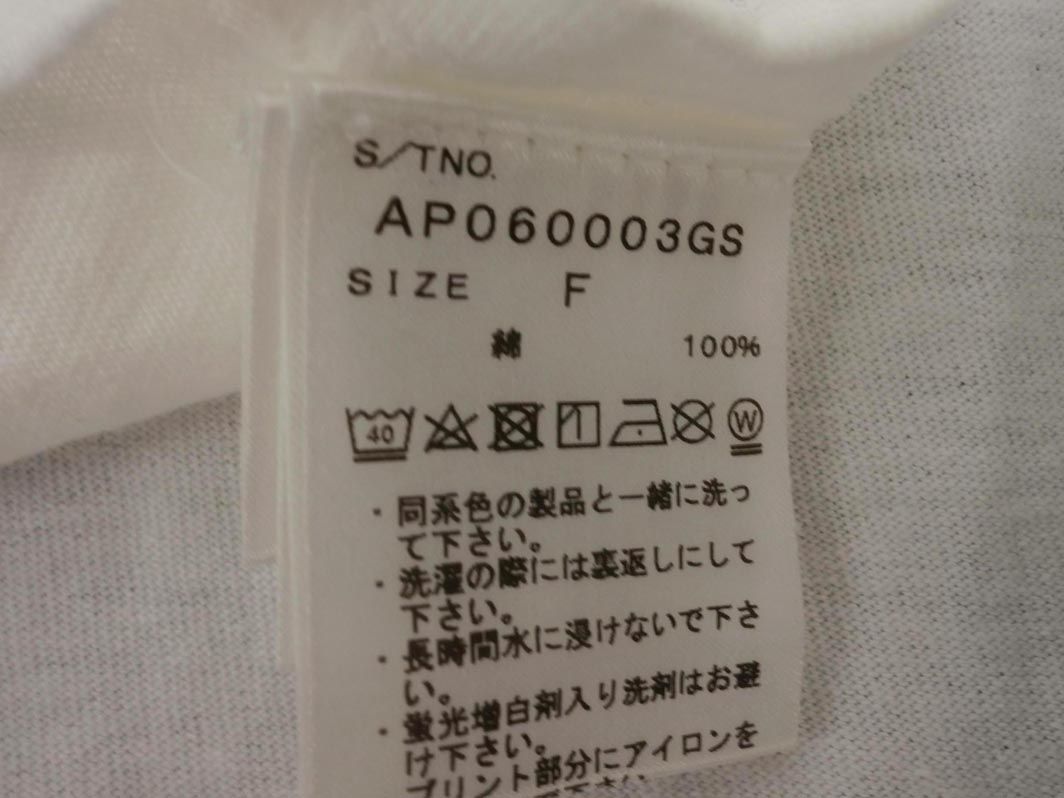 S/TNO.
AP060003GS
SIZE F
綿 100%
40 W
・同系色の製品と一緒に洗っ
て下さい。
・洗濯の際には裏返しにして
下さい。
・長時間水に浸けないで下さ
い。
・蛍光増白剤入り洗剤はお避
け下さい。
プリント部分にアイロンを